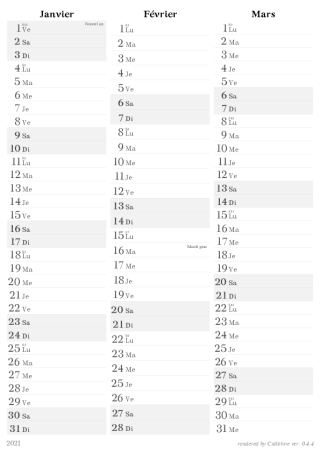 Janvier
1 Ve Nouvel an
2 Sa
3 Di
4 Lu
5 Ma
6 Me
7 Je
8 Ve
9 Sa
10 Di
11 Lu
12 Ma
13 Me
14 Je
15 Ve
16 Sa
17 Di
18 Lu
19 Ma
20 Me
21 Je
22 Ve
23 Sa
24 Di
25 Lu
26 Ma
27 Me
28 Je
29 Ve
30 Sa
31 Di
Février
1 Lu
2 Ma
3 Me
4 Je
5 Ve
6 Sa
7 Di
8 Lu
9 Ma
10 Me
11 Je
12 Ve
13 Sa
14 Di
15 Lu
16 Ma Mardi gras
17 Me
18 Je
19 Ve
20 Sa
21 Di
22 Lu
23 Ma
24 Me
25 Je
26 Ve
27 Sa
28 Di
Mars
1 Lu
2 Ma
3 Me
4 Je
5 Ve
6 Sa
7 Di
8 Lu
9 Ma
10 Me
11 Je
12 Ve
13 Sa
14 Di
15 Lu
16 Ma
17 Me
18 Je
19 Ve
20 Sa
21 Di
22 Lu
23 Ma
24 Me
25 Je
26 Ve
27 Sa
28 Di
29 Lu
30 Ma
31 Me
2021
rendered by Callirhoe ver. 0.4.4